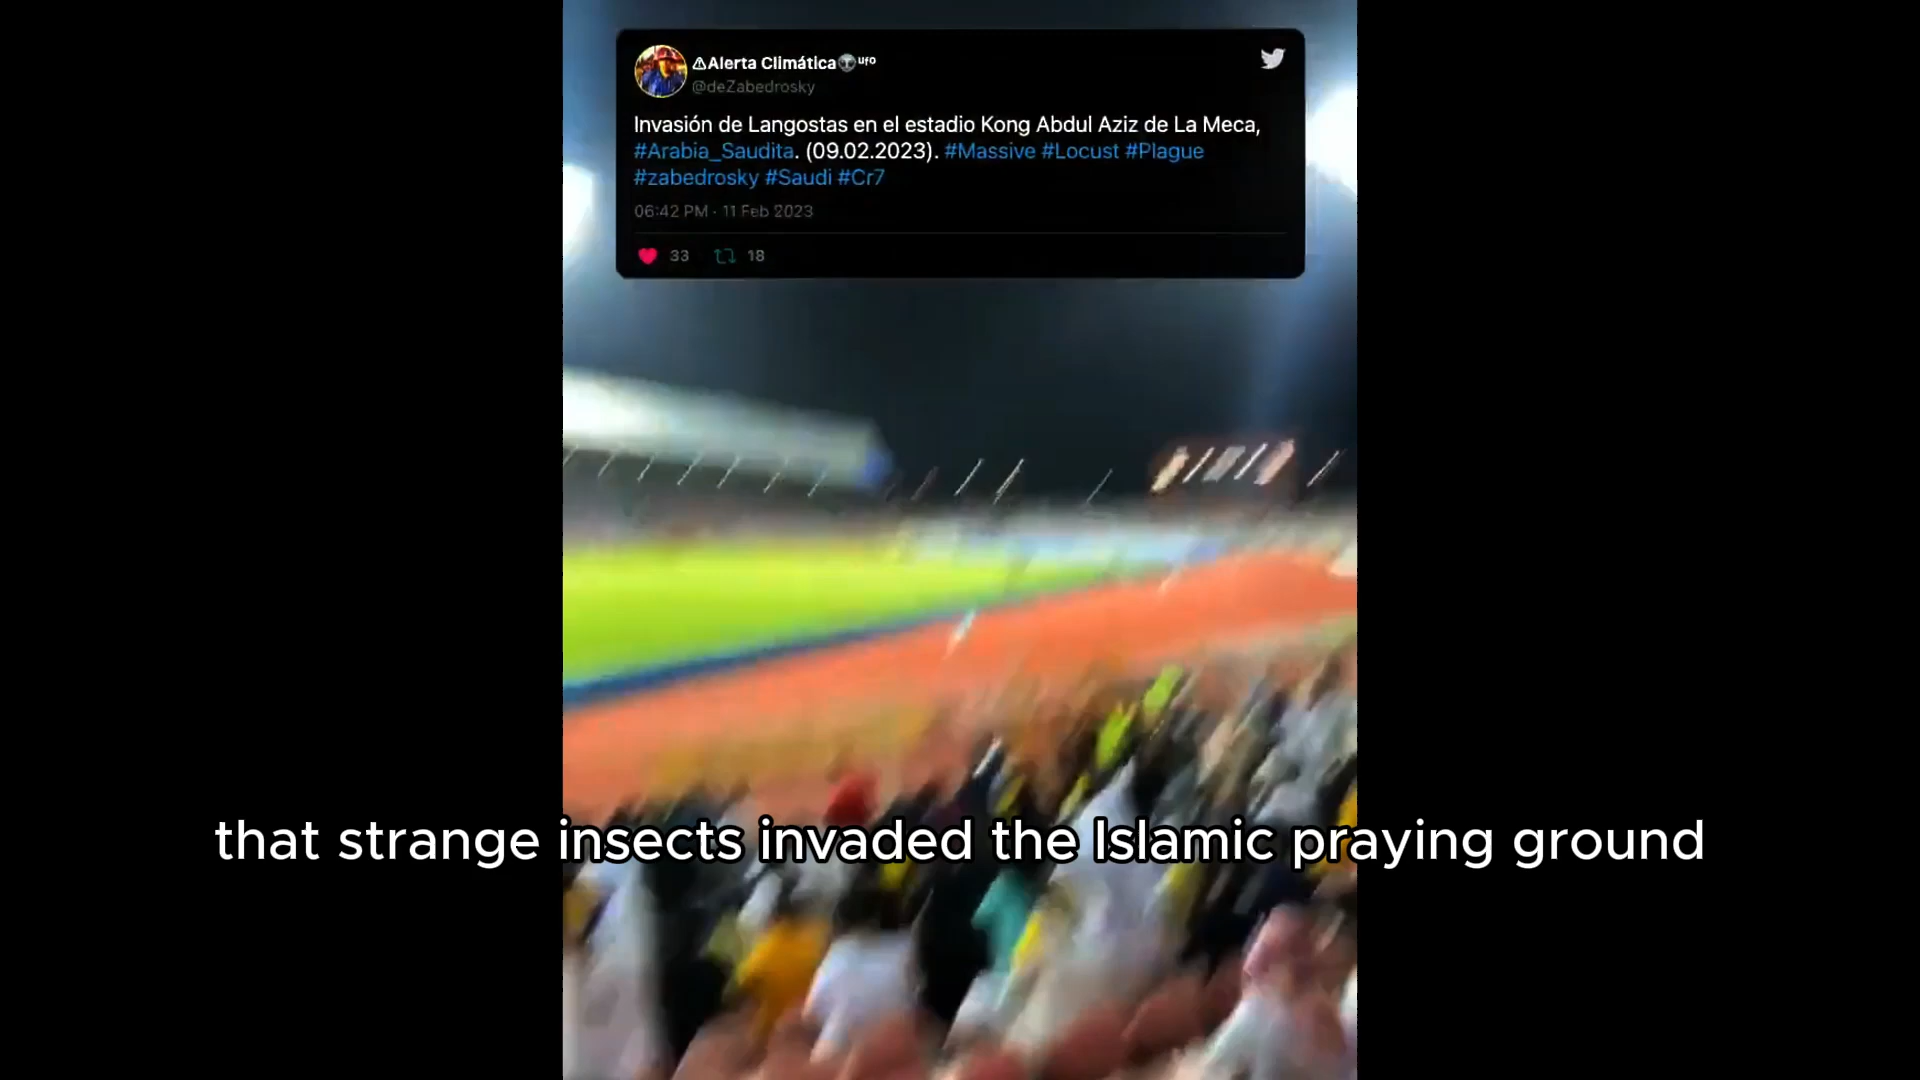 ⚠Alerta Climática👽ᵘᶠᵒ
@deZabedrosky
Invasión de Langostas en el estadio Kong Abdul Aziz de La Meca,
#Arabia_Saudita. (09.02.2023). #Massive #Locust #Plague
#zabedrosky #Saudi #Cr7
06:42 PM · 11 Feb 2023
33 18
that strange insects invaded the Islamic praying ground